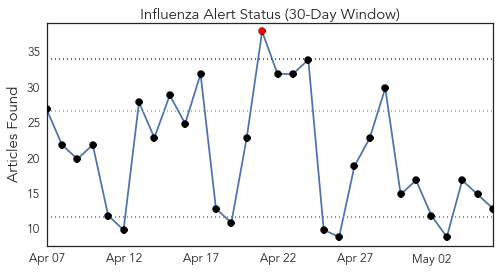 Influenza Alert Status (30-Day Window)
Articles Found
35
30
25
20
15
10
Apr 07 Apr 12 Apr 17 Apr 22 Apr 27 May 02